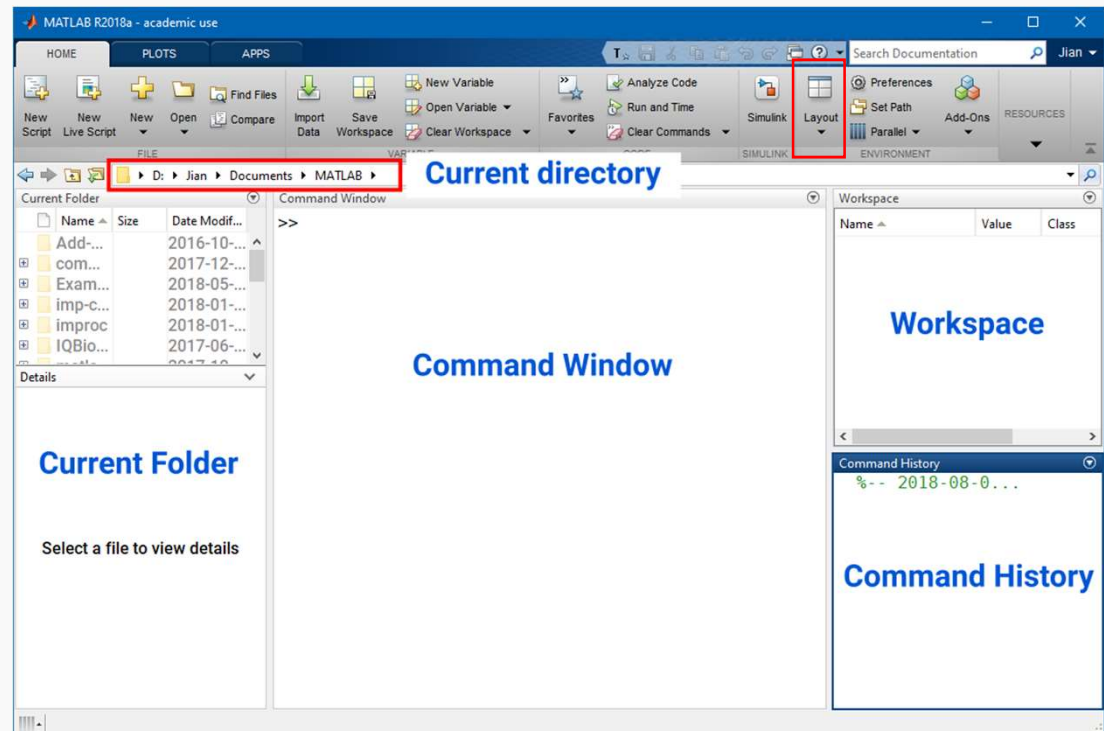 MATLAB R2018a - academic use
HOME PLOTS APPS
Search Documentation Jian
New Script
New Live Script
New
Open
Find Files
Compare
Import Data
Save Workspace
New Variable
Open Variable
Clear Workspace
Favorites
Analyze Code
Run and Time
Clear Commands
Simulink
Layout
Preferences
Set Path
Parallel
Add-Ons
RESOURCES
FILE SIMULINK ENVIRONMENT
D: Jian Documents MATLAB
Current directory
Current Folder
Name Size Date Modif...
Add-... 2016-10-...
com... 2017-12-...
Exam... 2018-05-...
imp-c... 2018-01-...
improc 2018-01-...
IQBio... 2017-06-...
Details
Current Folder
Select a file to view details
Command Window
>>
Command Window
Workspace
Name Value Class
Workspace
Command History
%-- 2018-08-0...
Command History